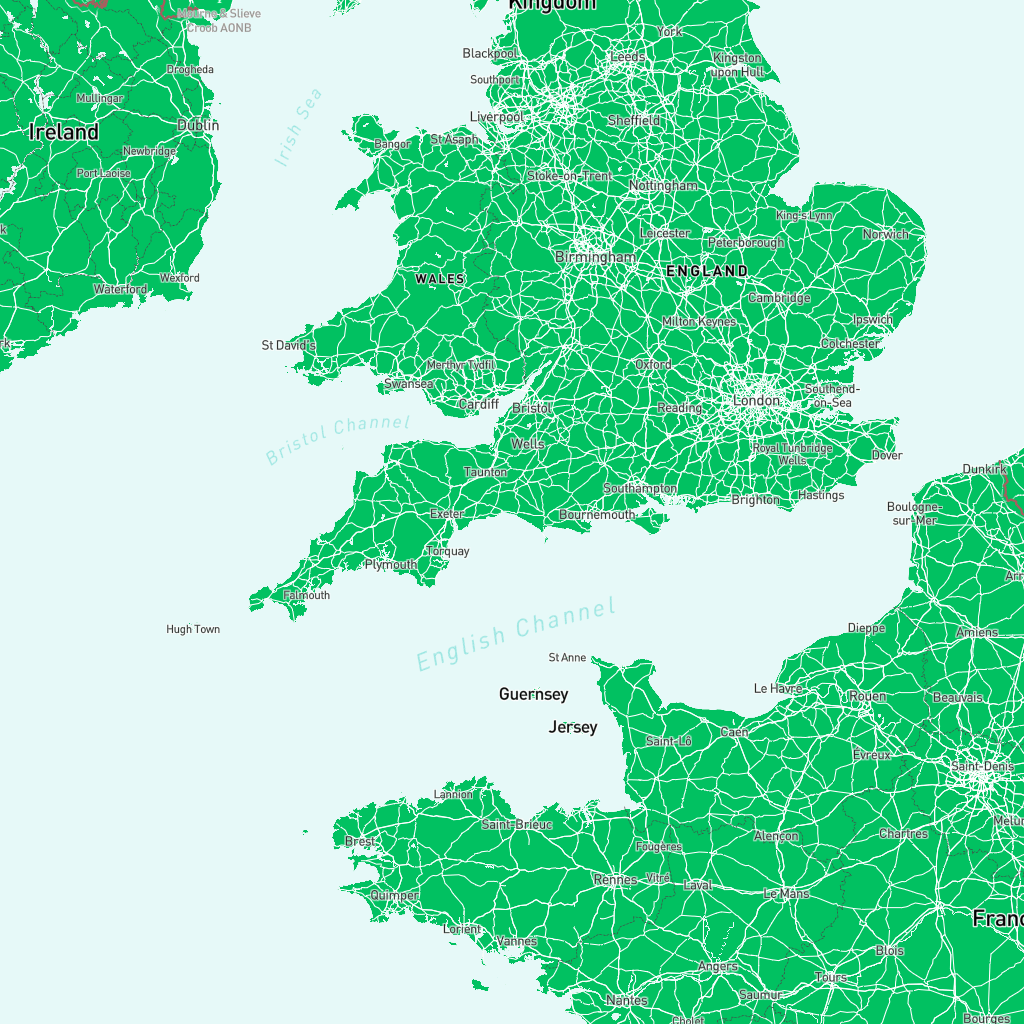 Kingdom
Mourne & Slieve
Croob AONB
York
Blackpool
Leeds
Kingston
upon Hull
Drogheda
Southport
Mullingar
Irish Sea
Liverpool
Sheffield
Dublin
Ireland
Bangor
St Asaph
Newbridge
Port Laoise
Stoke-on-Trent
Nottingham
King's Lynn
Leicester
Norwich
Peterborough
Birmingham
ENGLAND
WALES
Wexford
Waterford
Cambridge
Milton Keynes
Ipswich
St David's
Colchester
Merthyr Tydfil
Oxford
Swansea
Southend-
on-Sea
Cardiff
Bristol
Reading
London
Bristol Channel
Wells
Royal Tunbridge
Wells
Dover
Taunton
Dunkirk
Southampton
Hastings
Brighton
Exeter
Bournemouth
Boulogne-
sur-Mer
Torquay
Plymouth
Arr
Falmouth
English Channel
Hugh Town
Dieppe
Amiens
St Anne
Guernsey
Le Havre
Rouen
Beauvais
Jersey
Saint-Lô
Caen
Évreux
Saint-Denis
Lannion
Saint-Brieuc
Melun
Brest
Fougères
Alençon
Chartres
Rennes
Vitré
Laval
Le Mans
Quimper
Franc
Lorient
Vannes
Blois
Angers
Tours
Saumur
Nantes
Cholet
Bourges